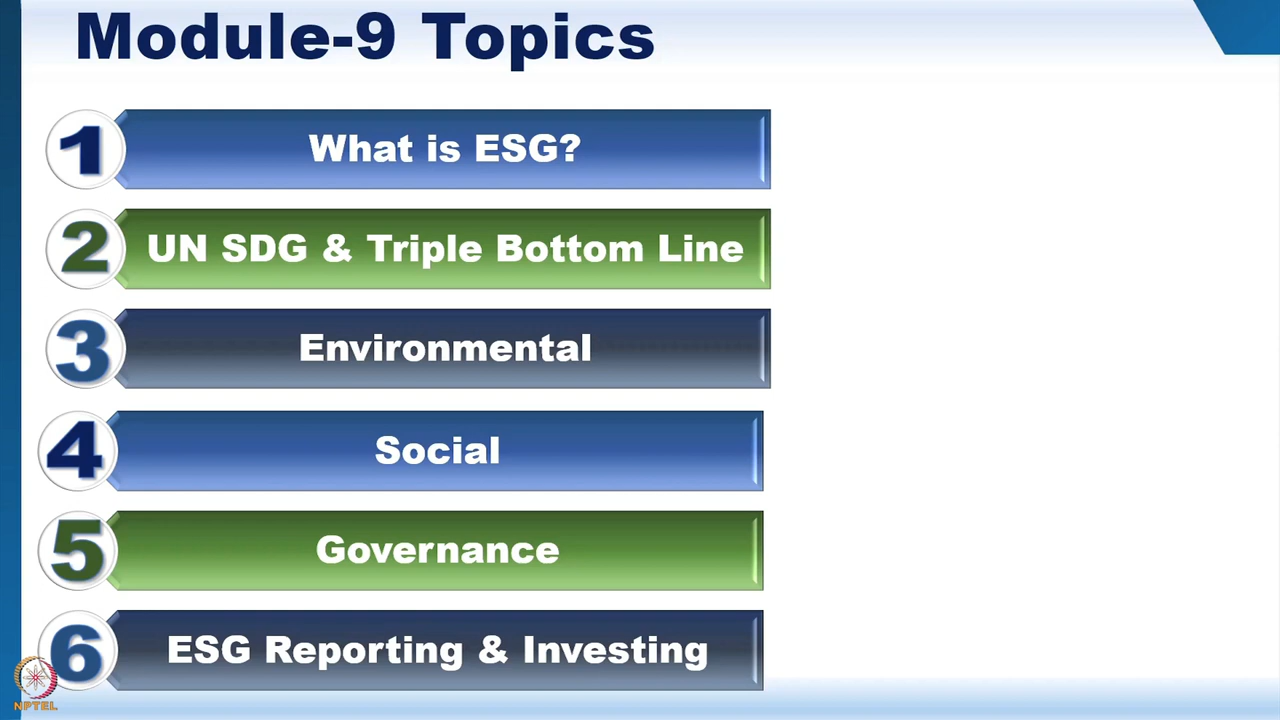 Module-9 Topics
1 What is ESG?
2 UN SDG & Triple Bottom Line
3 Environmental
4 Social
5 Governance
6 ESG Reporting & Investing
NPTEL